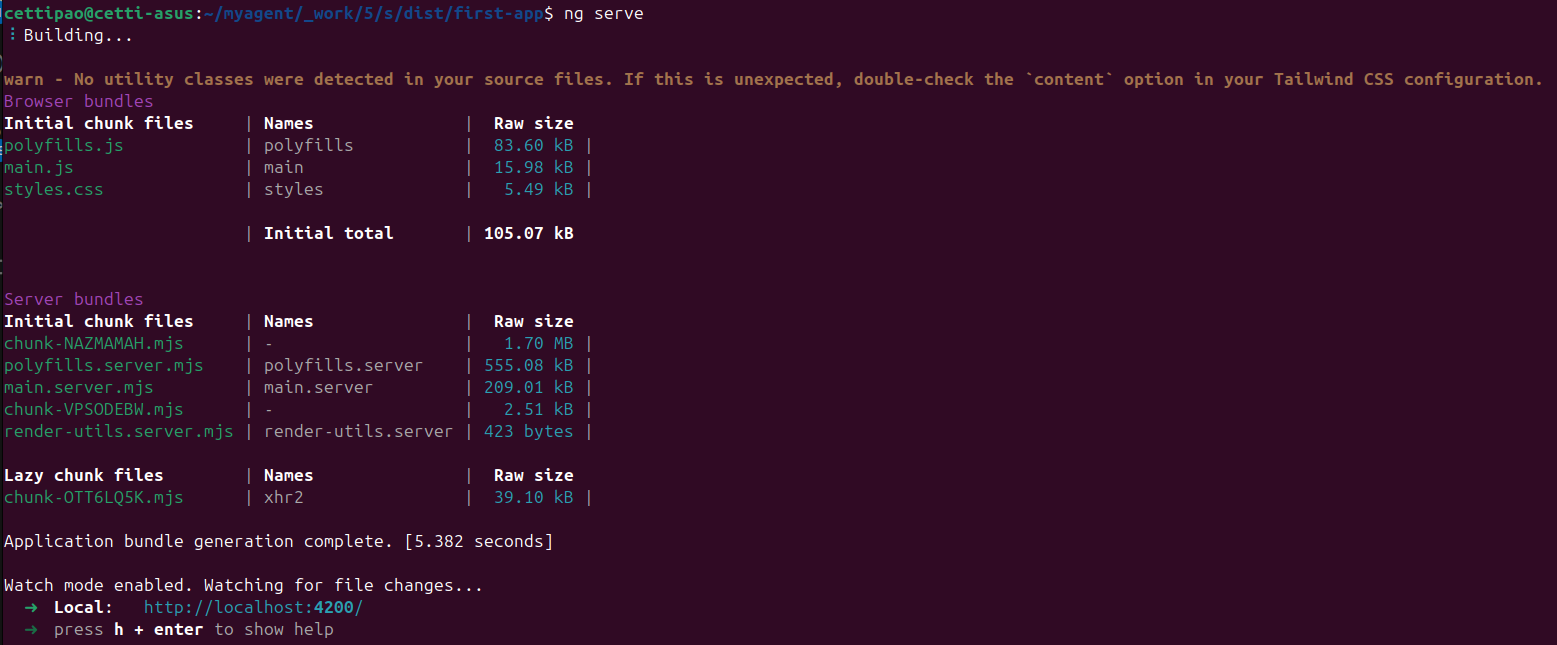 cettipao@cetti-asus:~/myagent/_work/5/s/dist/first-app$ ng serve
⠸ Building...
warn - No utility classes were detected in your source files. If this is unexpected, double-check the `content` option in your Tailwind CSS configuration.
Browser bundles
Initial chunk files     | Names               |  Raw size
polyfills.js            | polyfills           |  83.60 kB |
main.js                 | main                |  15.98 kB |
styles.css              | styles              |   5.49 kB |
                        | Initial total       | 105.07 kB
Server bundles
Initial chunk files     | Names               |  Raw size
chunk-NAZMAMAH.mjs      | -                   |   1.70 MB |
polyfills.server.mjs    | polyfills.server    | 555.08 kB |
main.server.mjs         | main.server         | 209.01 kB |
chunk-VPSODEBW.mjs      | -                   |   2.51 kB |
render-utils.server.mjs | render-utils.server | 423 bytes |
Lazy chunk files        | Names               |  Raw size
chunk-OTT6LQ5K.mjs      | xhr2                |  39.10 kB |
Application bundle generation complete. [5.382 seconds]
Watch mode enabled. Watching for file changes...
  ➜  Local:   http://localhost:4200/
  ➜  press h + enter to show help